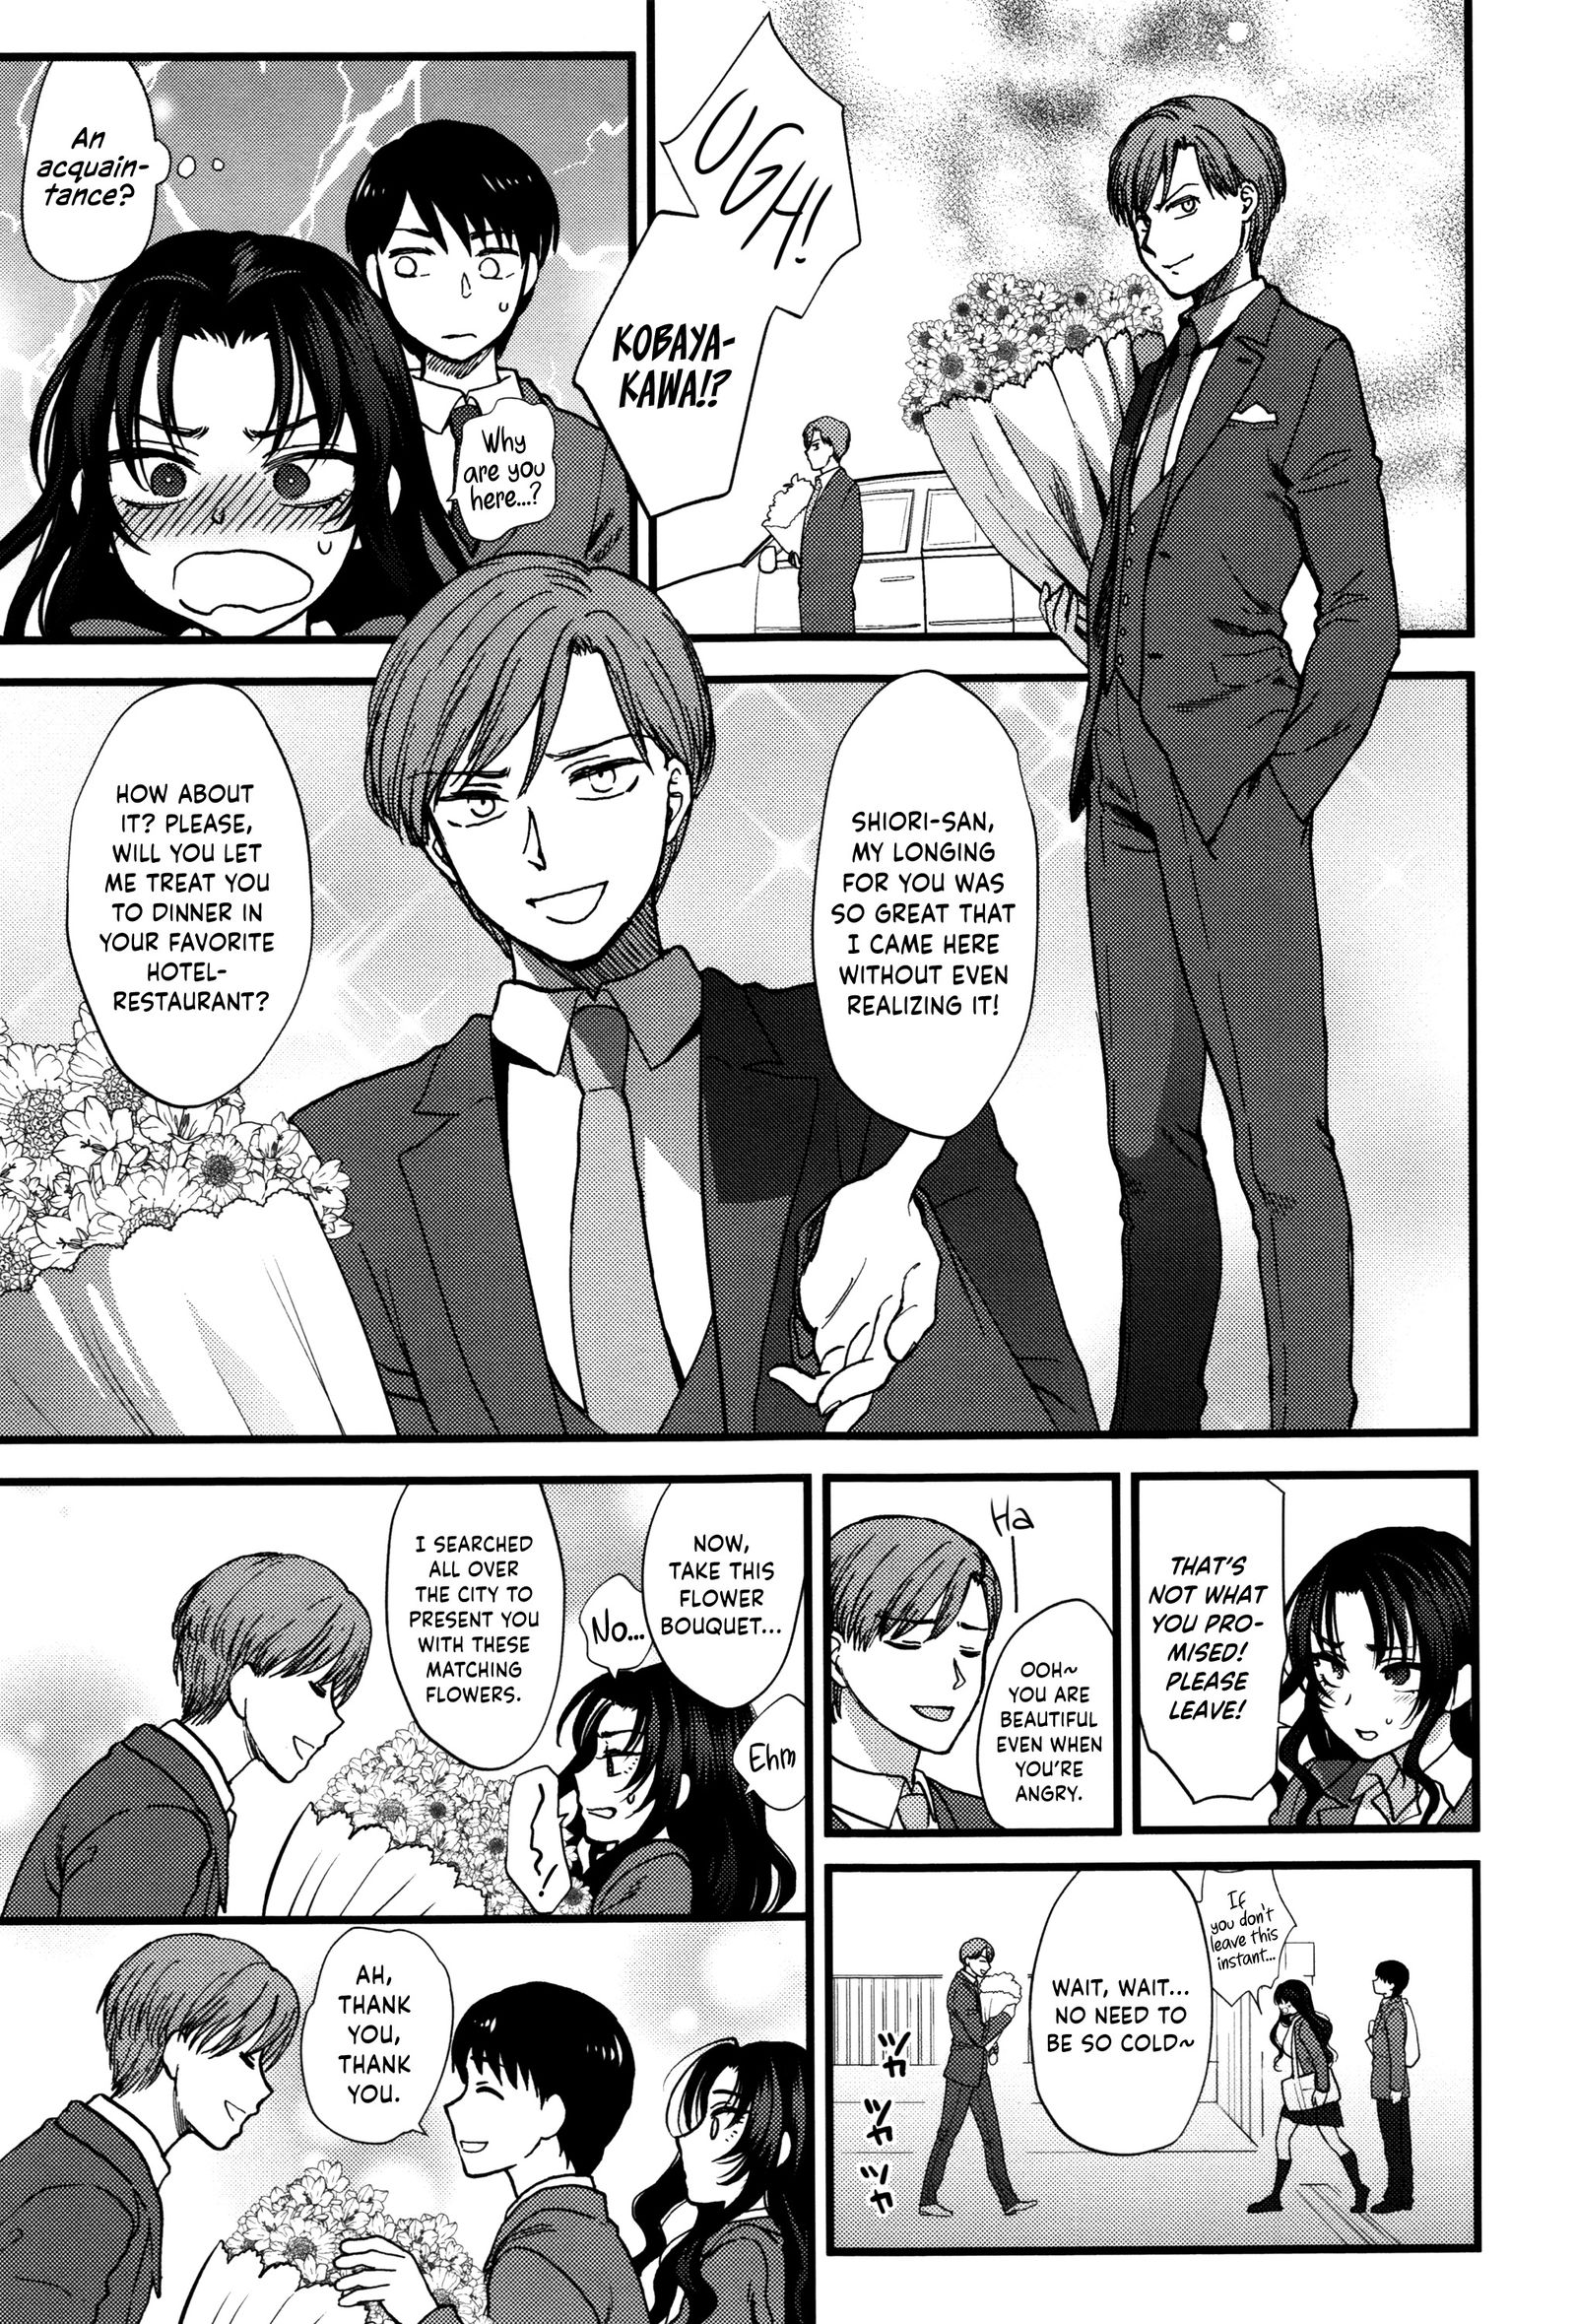 UGH!
KOBAYA-
KAWA!?
An
acquain-
tance?
Why
are you
here...?
SHIORI-SAN,
MY LONGING
FOR YOU WAS
SO GREAT THAT
I CAME HERE
WITHOUT EVEN
REALIZING IT!
HOW ABOUT
IT? PLEASE,
WILL YOU LET
ME TREAT YOU
TO DINNER IN
YOUR FAVORITE
HOTEL-
RESTAURANT?
THAT'S
NOT WHAT
YOU PRO-
MISED!
PLEASE
LEAVE!
Ha
OOH~
YOU ARE
BEAUTIFUL
EVEN WHEN
YOU'RE
ANGRY.
If
you don't
leave this
instant...
WAIT, WAIT...
NO NEED TO
BE SO COLD~
ツカ
ツカ
ツカ
NOW,
TAKE THIS
FLOWER
BOUQUET...
No...
Ehm
I SEARCHED
ALL OVER
THE CITY TO
PRESENT YOU
WITH THESE
MATCHING
FLOWERS.
AH,
THANK
YOU,
THANK
YOU.